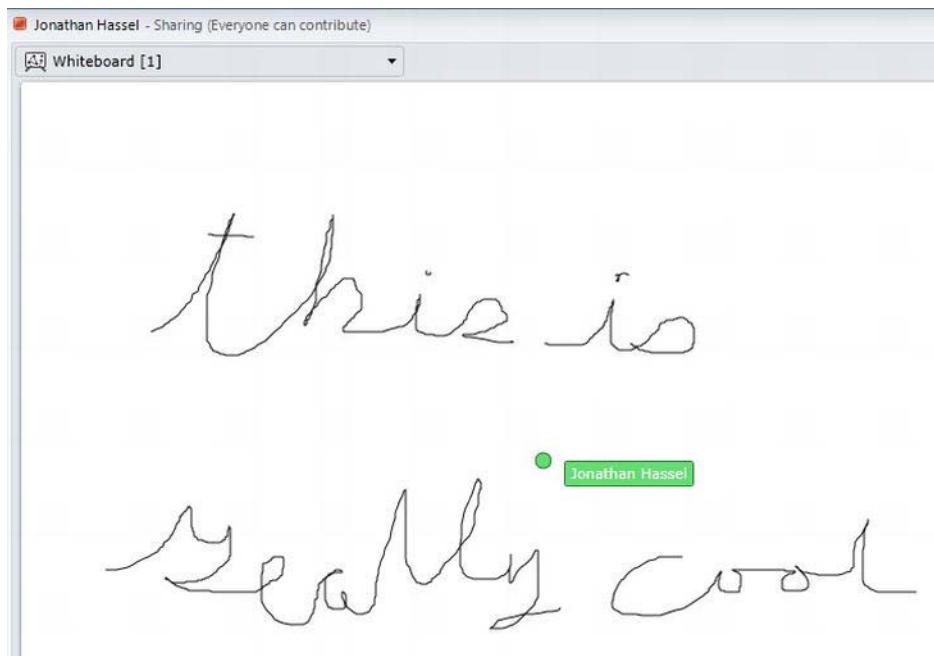 Jonathan Hassel - Sharing (Everyone can contribute)
Whiteboard [1]
this is
Jonathan Hassel
really cool